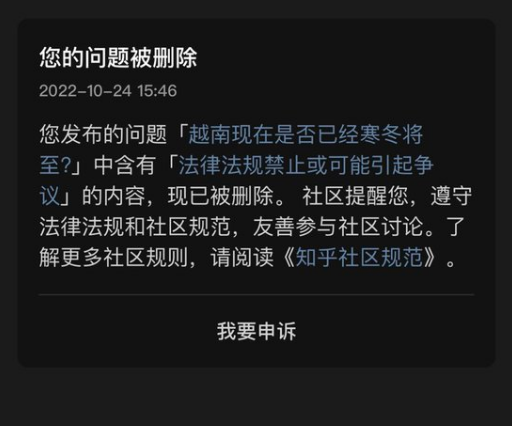 您的问题被删除
2022-10-24 15:46
您发布的问题「越南现在是否已经寒冬将
至?」中含有「法律法规禁止或可能引起争
议」的内容，现已被删除。 社区提醒您，遵守
法律法规和社区规范，友善参与社区讨论。了
解更多社区规则，请阅读《知乎社区规范》。
我要申诉